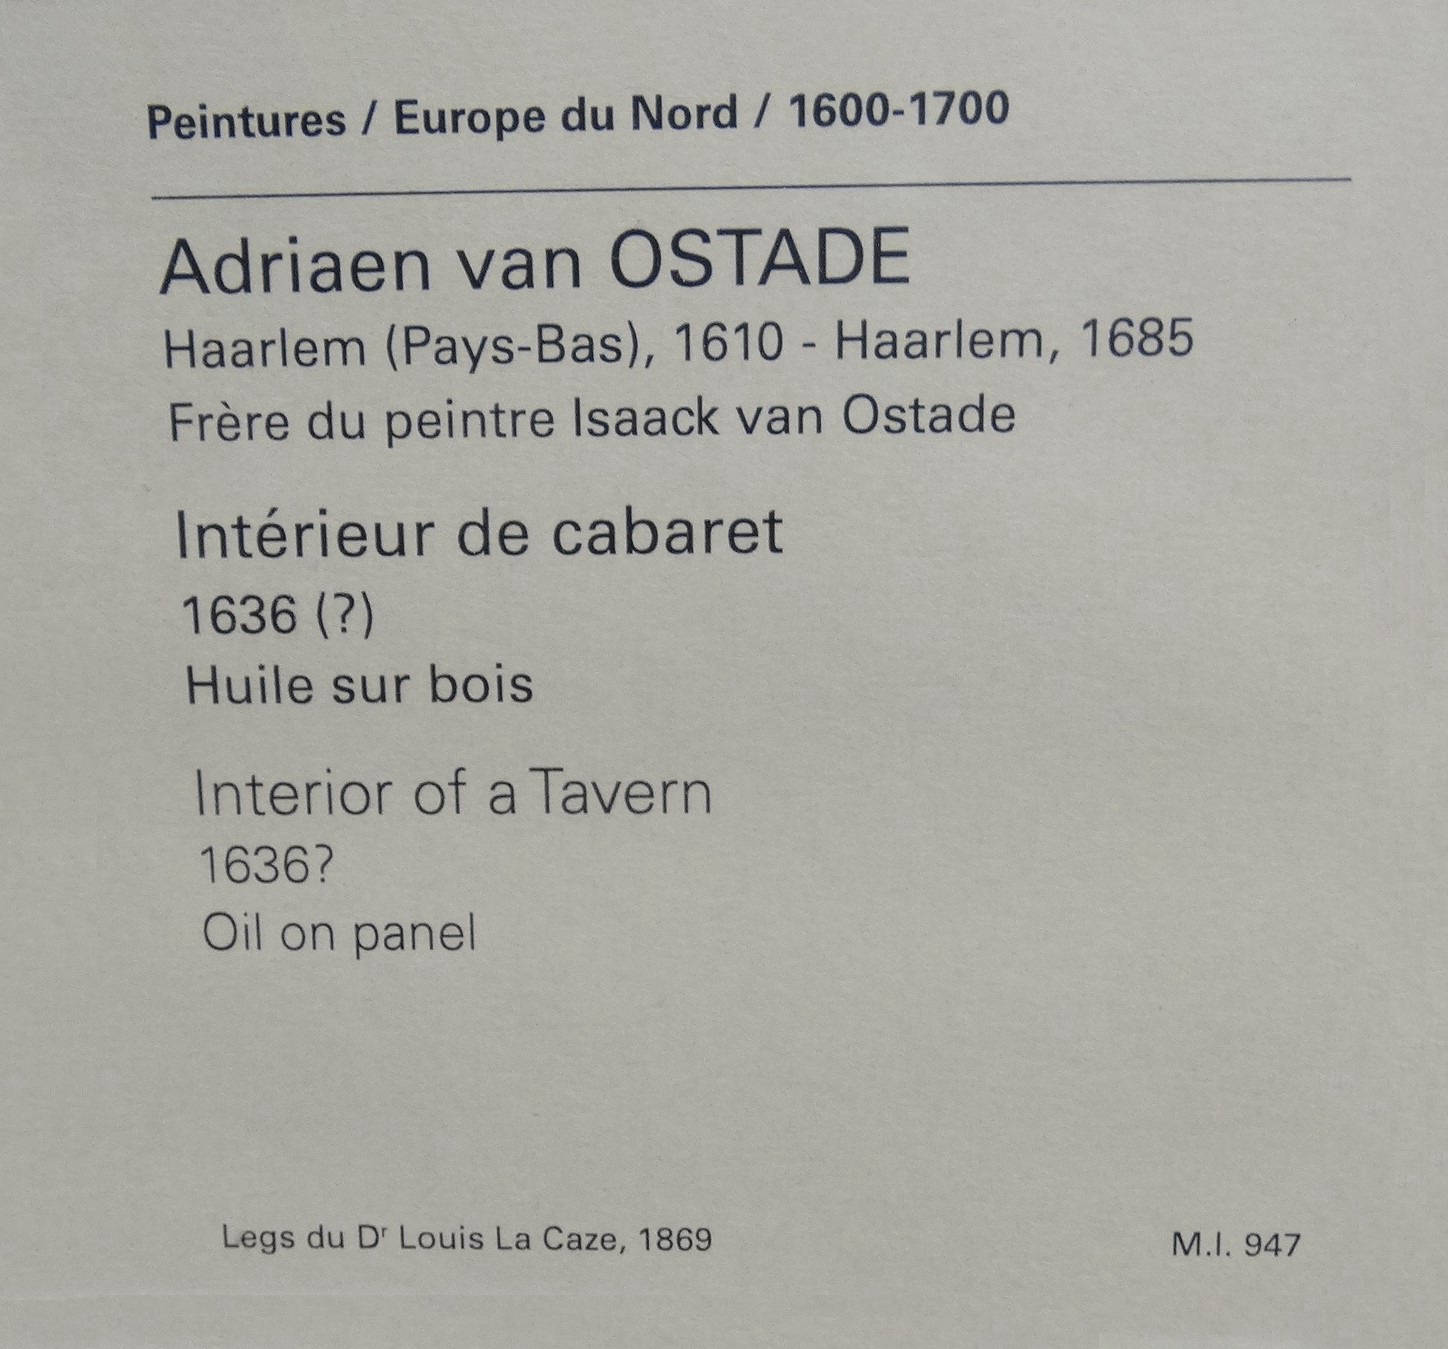 Peintures / Europe du Nord / 1600-1700
Adriaen van OSTADE
Haarlem (Pays-Bas), 1610 - Haarlem, 1685
Frère du peintre Isaack van Ostade
Intérieur de cabaret
1636 (?)
Huile sur bois
Interior of a Tavern
1636?
Oil on panel
Legs du Dʳ Louis La Caze, 1869
M.I. 947